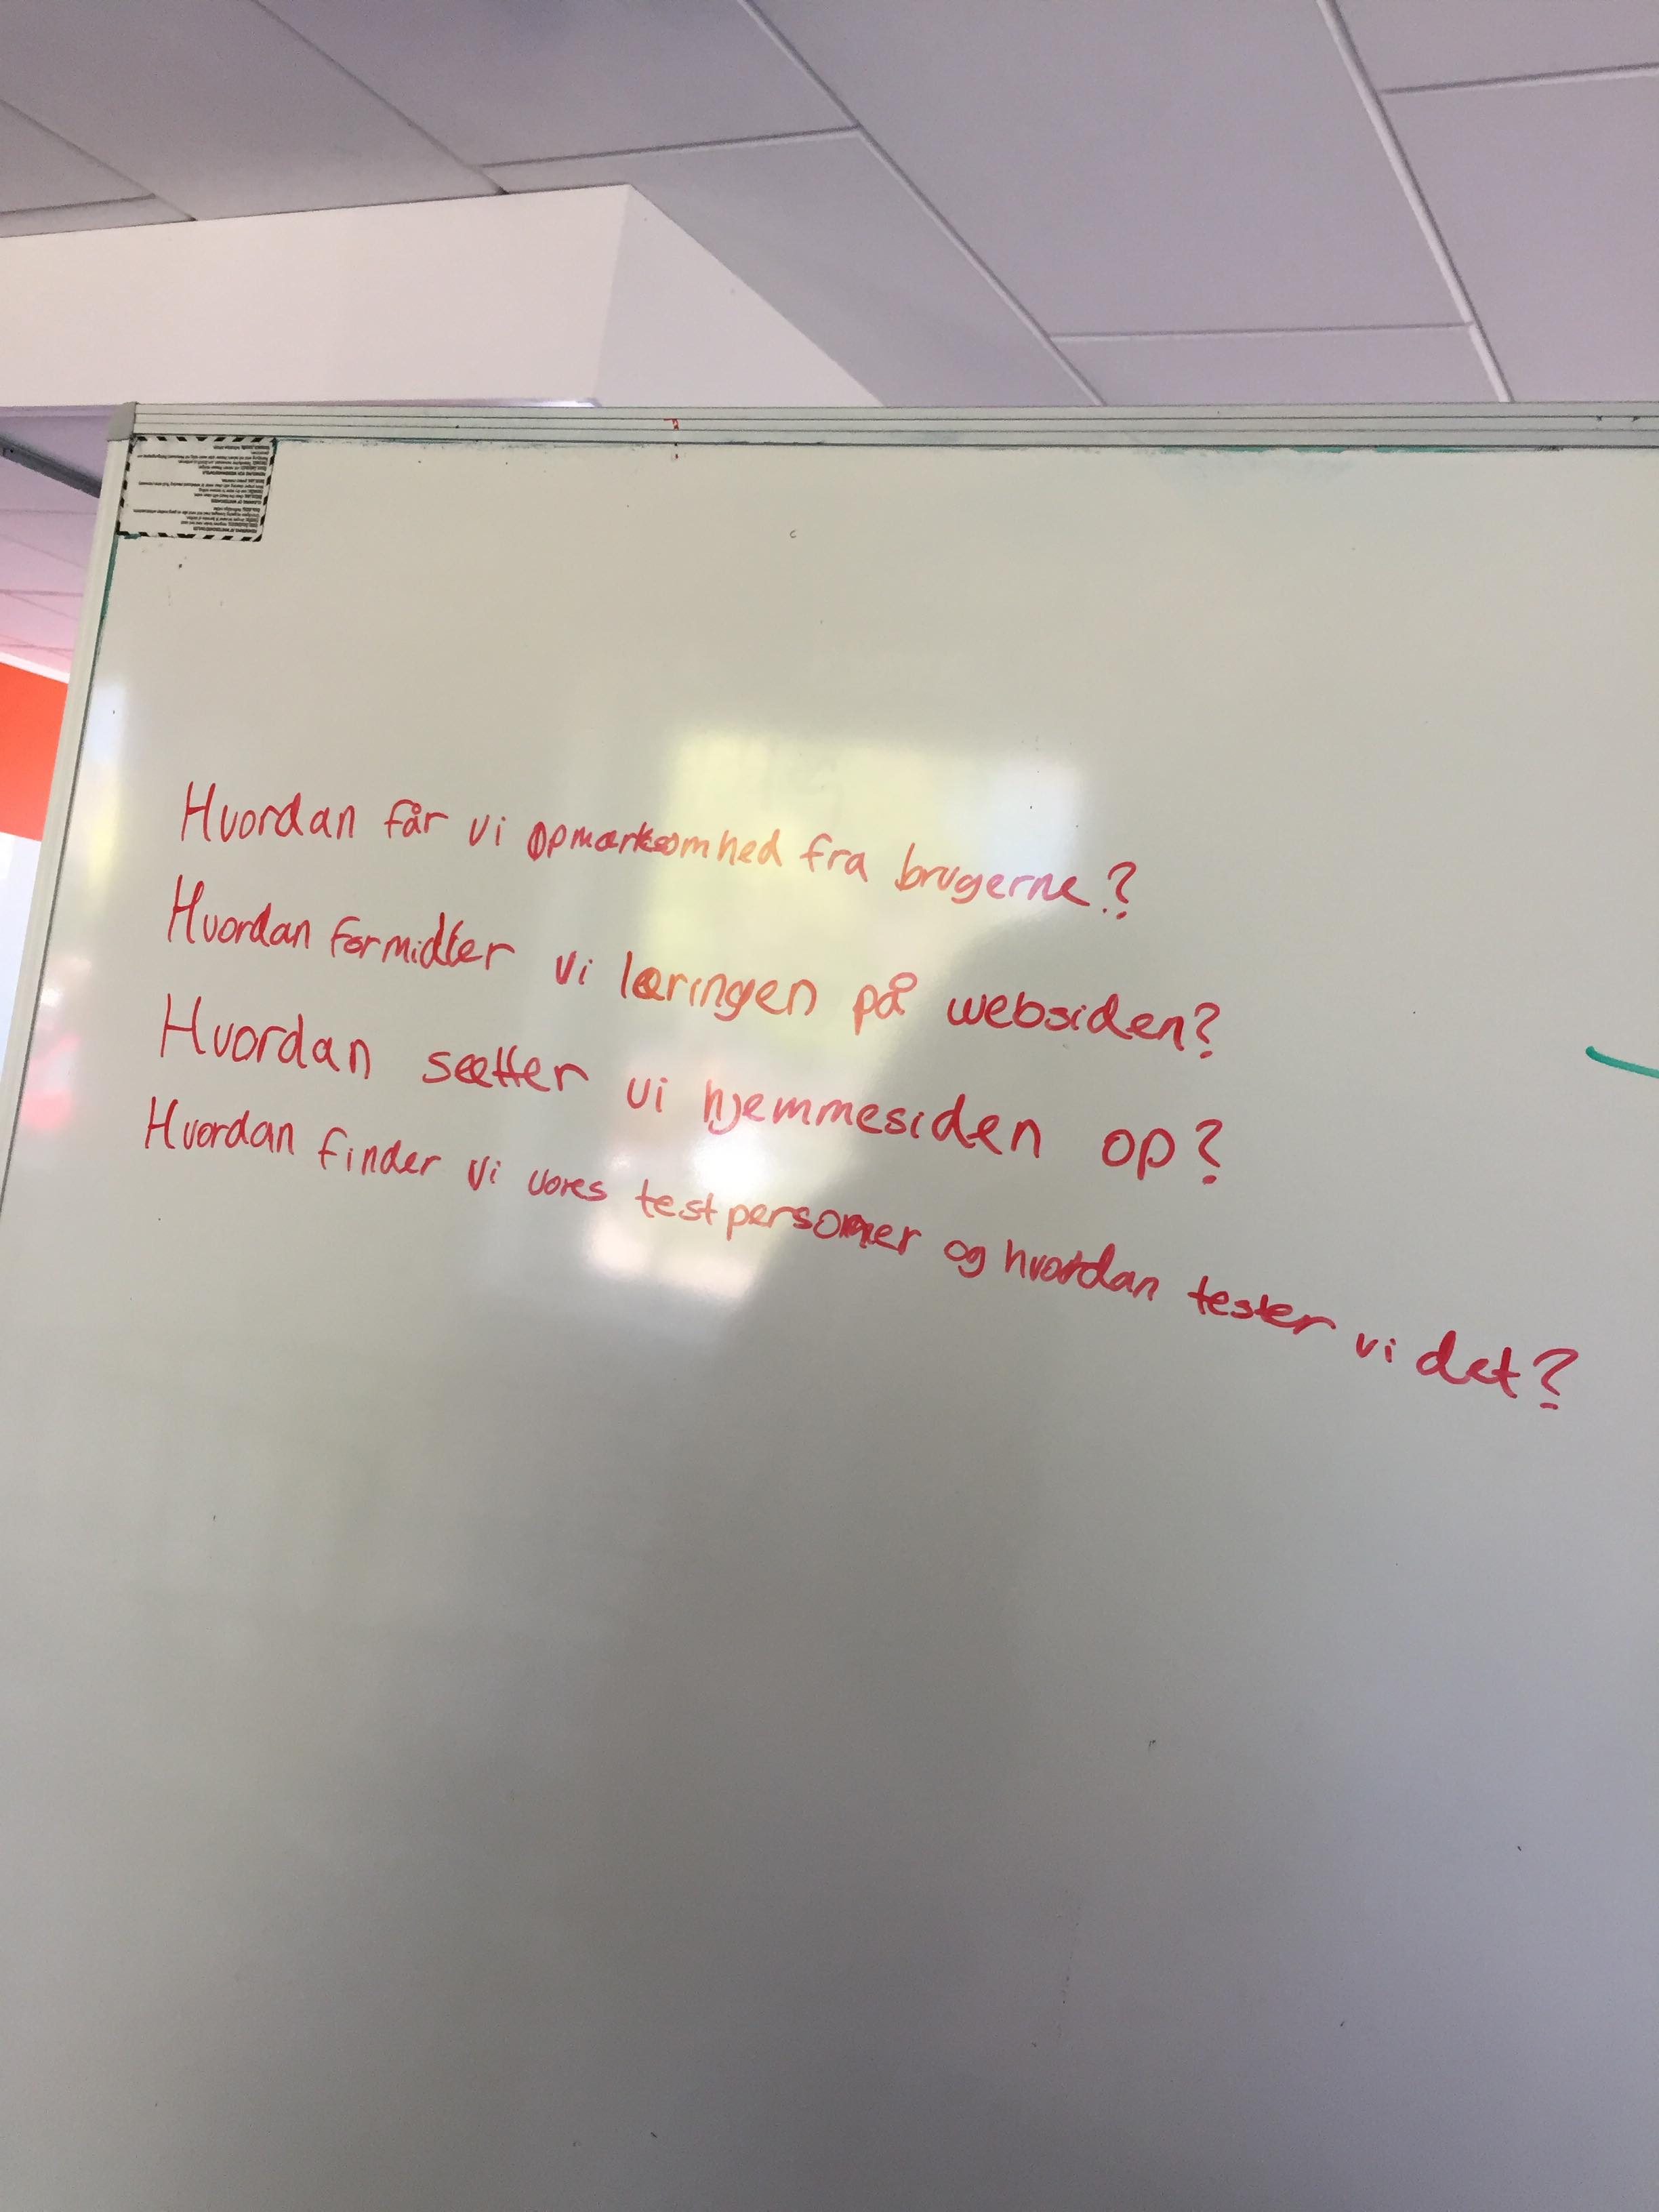 Hvordan får vi opmærksomhed fra brugerne?
Hvordan formidler vi læringen på websiden?
Hvordan sætter vi hjemmesiden op?
Hvordan finder vi vores testpersoner og hvordan tester vi det?